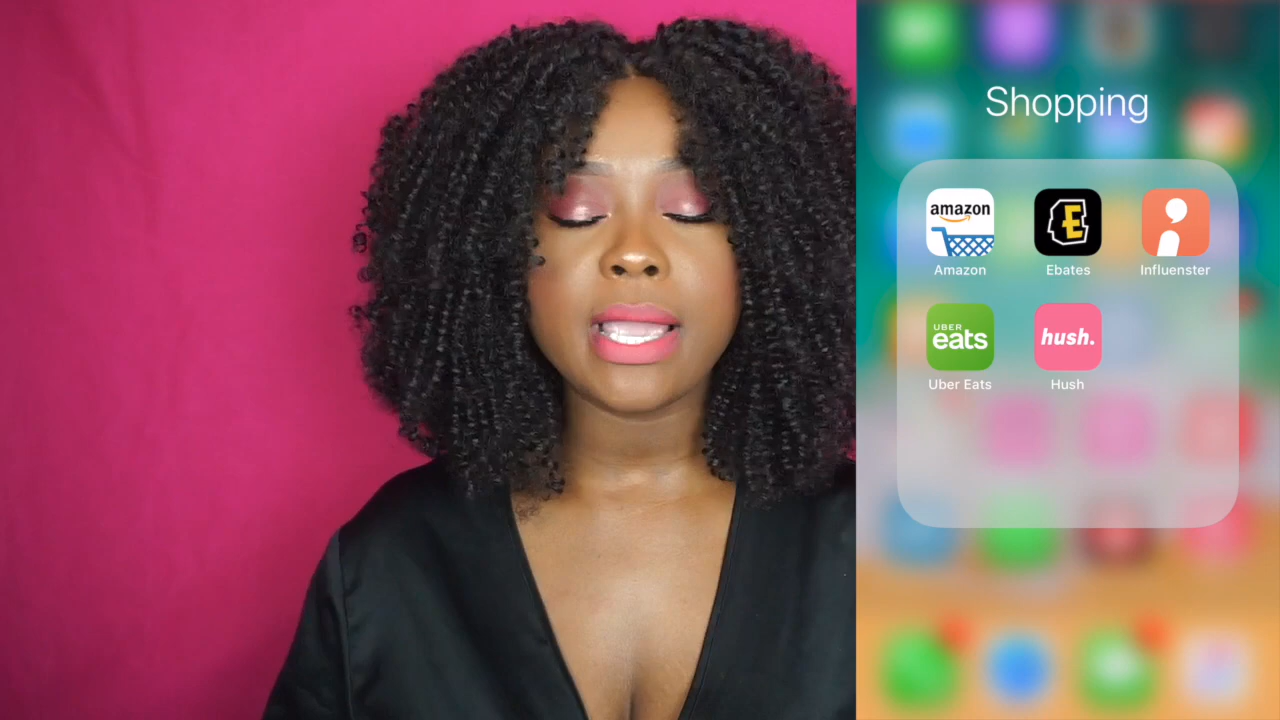 Shopping
amazon
E
Amazon
Ebates
Influenster
UBER
eats
hush.
Uber Eats
Hush